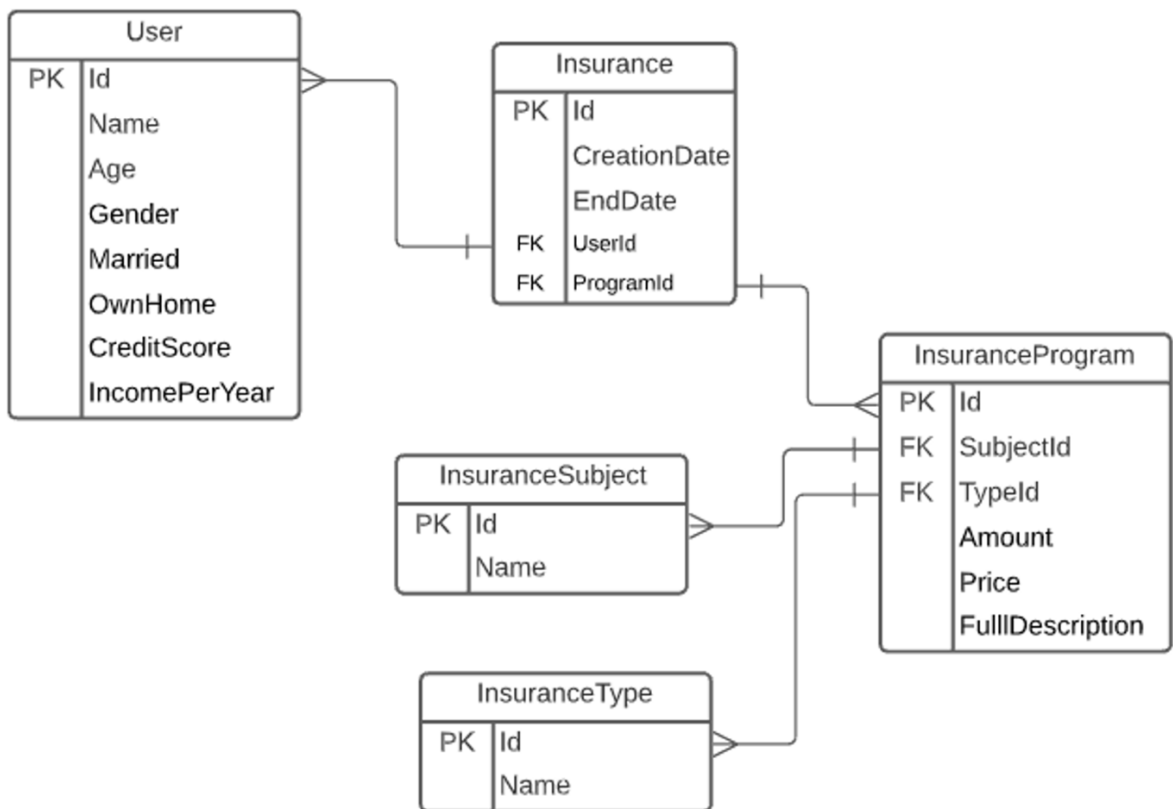 User
PK Id
Name
Age
Gender
Married
OwnHome
CreditScore
IncomePerYear
Insurance
PK Id
CreationDate
EndDate
FK UserId
FK ProgramId
InsuranceProgram
PK Id
FK SubjectId
FK TypeId
Amount
Price
FulllDescription
InsuranceSubject
PK Id
Name
InsuranceType
PK Id
Name